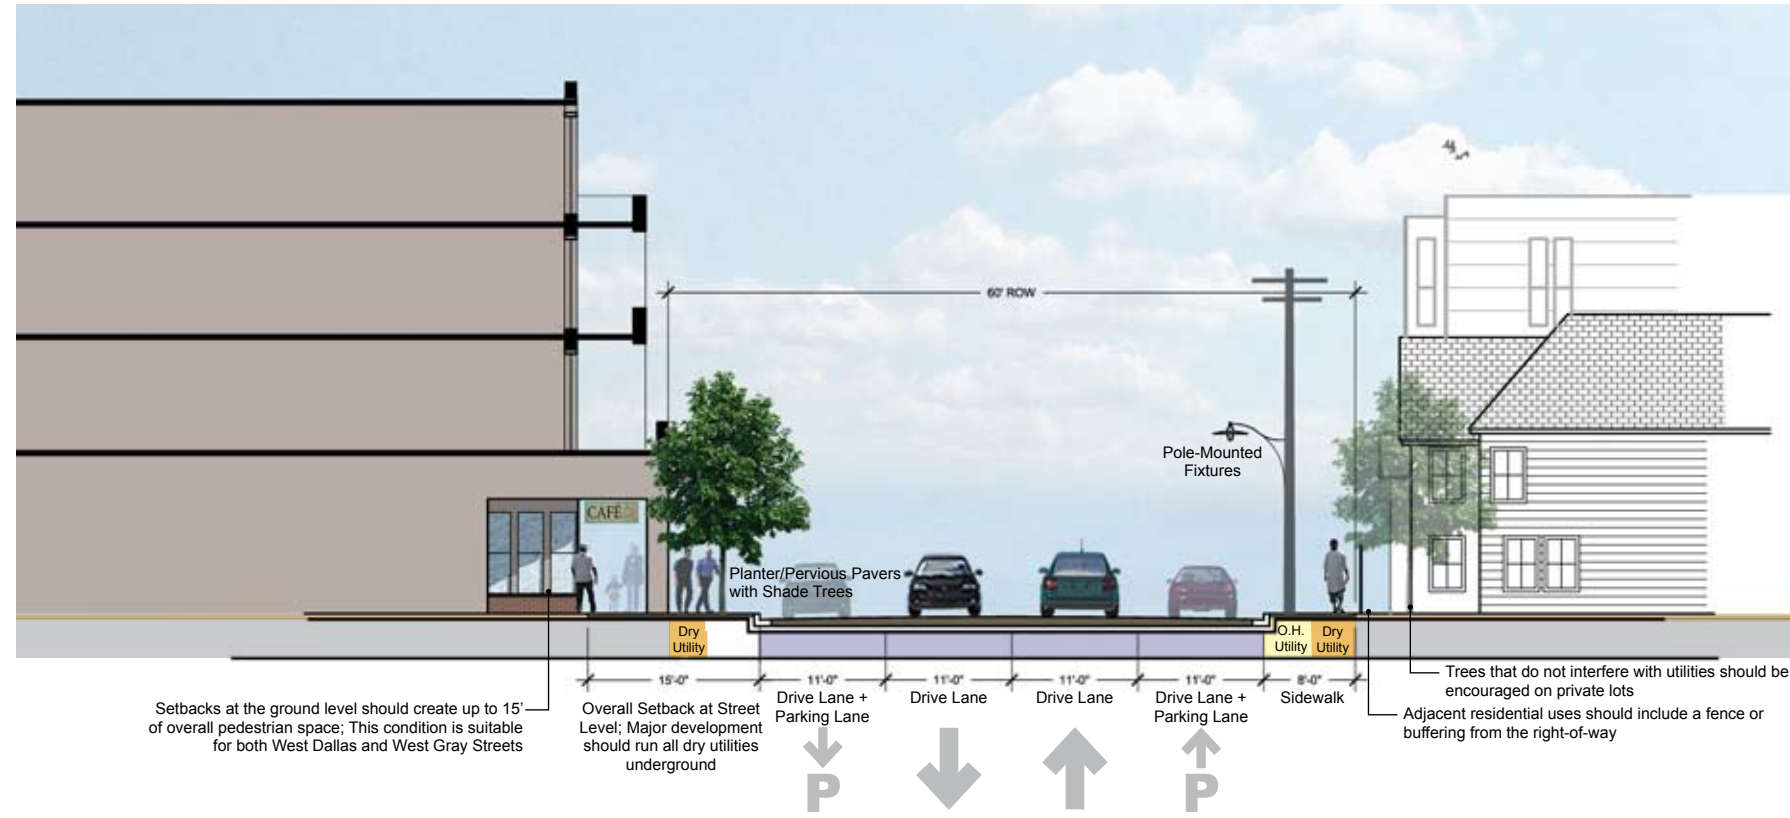 60' ROW
Pole-Mounted
Fixtures
CAFÉ
Planter/Pervious Pavers
with Shade Trees
Dry
Utility
O.H.
Utility
Dry
Utility
15'-0"
11'-0"
11'-0"
11'-0"
11'-0"
8'-0"
Setbacks at the ground level should create up to 15'
of overall pedestrian space; This condition is suitable
for both West Dallas and West Gray Streets
Overall Setback at Street
Level; Major development
should run all dry utilities
underground
Drive Lane +
Parking Lane
Drive Lane
Drive Lane
Drive Lane +
Parking Lane
Sidewalk
Trees that do not interfere with utilities should be
encouraged on private lots
Adjacent residential uses should include a fence or
buffering from the right-of-way
P
P